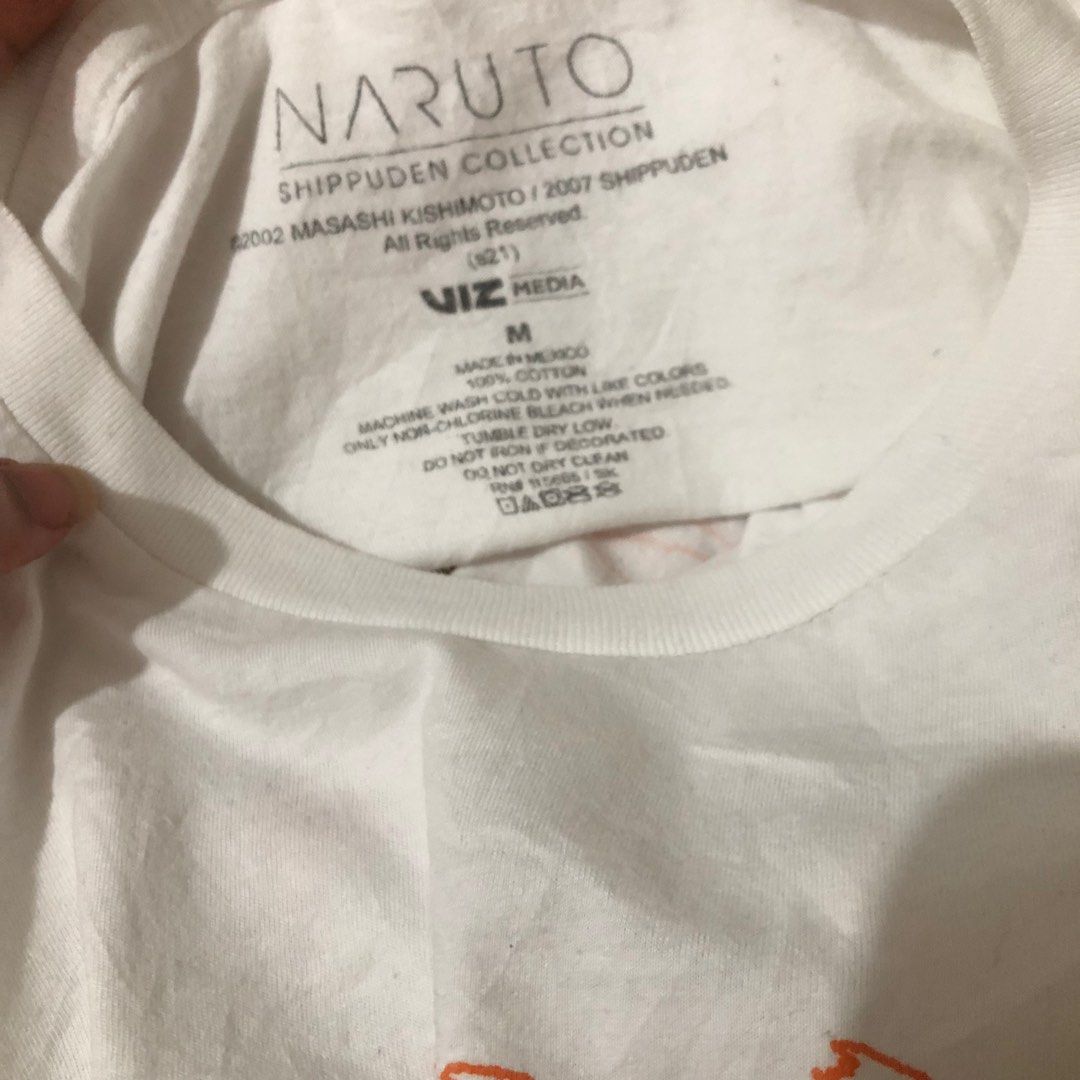 NARUTO
SHIPPUDEN COLLECTION
©2002 MASASHI KISHIMOTO / 2007 SHIPPUDEN
All Rights Reserved.
(s21)
VIZ MEDIA
M
MADE IN MEXICO
100% COTTON
MACHINE WASH COLD WITH LIKE COLORS
ONLY NON-CHLORINE BLEACH WHEN NEEDED.
TUMBLE DRY LOW.
DO NOT IRON IF DECORATED
DO NOT DRY CLEAN
RN#